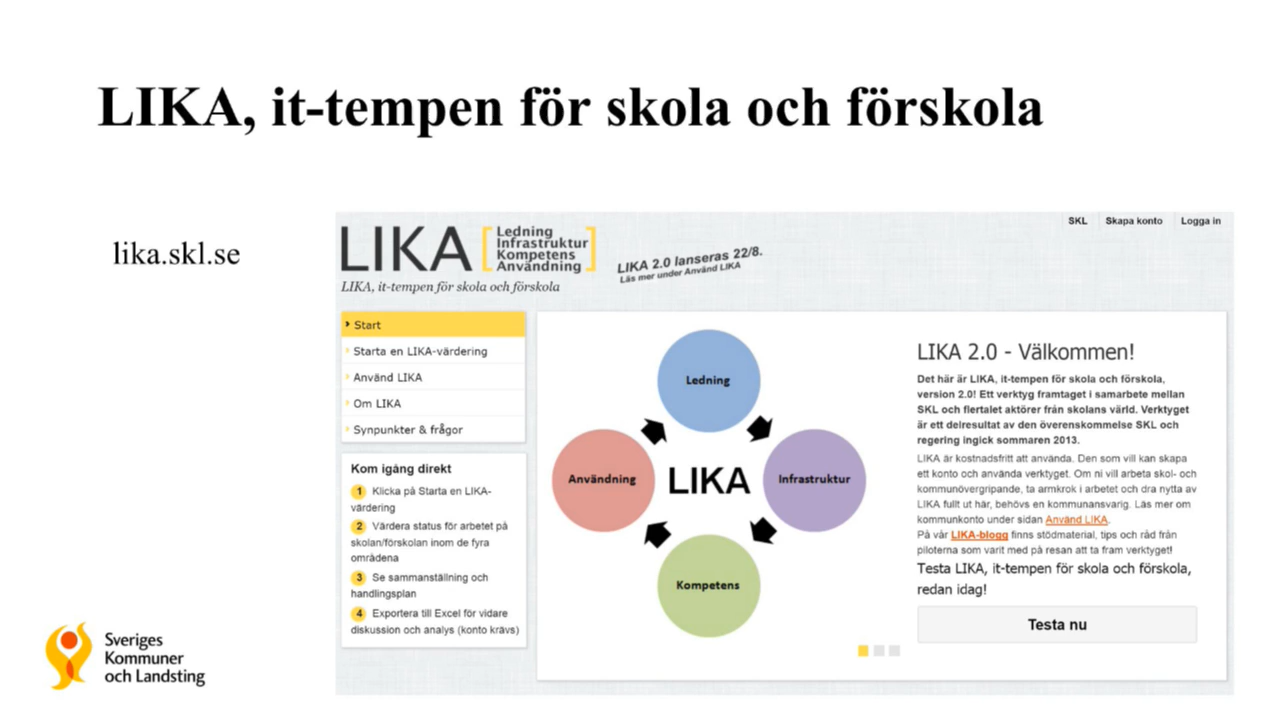 LIKA, it-tempen för skola och förskola
lika.skl.se
SKL
Skapa konto
Logga in
LIKA
Ledning
Infrastruktur
Kompetens
Användning
LIKA 2.0 lanseras 22/8.
Läs mer under Använd LIKA
LIKA, it-tempen för skola och förskola
Start
Starta en LIKA-värdering
Använd LIKA
Om LIKA
Synpunkter & frågor
Kom igång direkt
1 Klicka på Starta en LIKA-
värdering
2 Värdera status för arbetet på
skolan/förskolan inom de fyra
områdena
3 Se sammanställning och
handlingsplan
4 Exportera till Excel för vidare
diskussion och analys (konto krävs)
Ledning
Användning
LIKA
Infrastruktur
Kompetens
LIKA 2.0 - Välkommen!
Det här är LIKA, it-tempen för skola och förskola,
version 2.0! Ett verktyg framtaget i samarbete mellan
SKL och flertalet aktörer från skolans värld. Verktyget
är ett delresultat av den överenskommelse SKL och
regering ingick sommaren 2013.
LIKA är kostnadsfritt att använda. Den som vill kan skapa
ett konto och använda verktyget. Om ni vill arbeta skol- och
kommunövergripande, ta armkrok i arbetet och dra nytta av
LIKA fullt ut här, behövs en kommunansvarig. Läs mer om
kommunkonto under sidan Använd LIKA.
På vår LIKA-blogg finns stödmaterial, tips och råd från
piloterna som varit med på resan att ta fram verktyget!
Testa LIKA, it-tempen för skola och förskola,
redan idag!
Testa nu
Sveriges
Kommuner
och Landsting